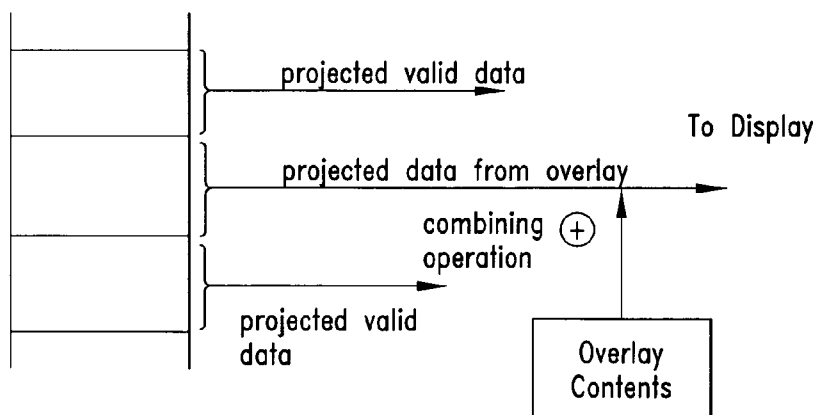 projected valid data
To Display
projected data from overlay
combining
operation
projected valid
data
Overlay
Contents